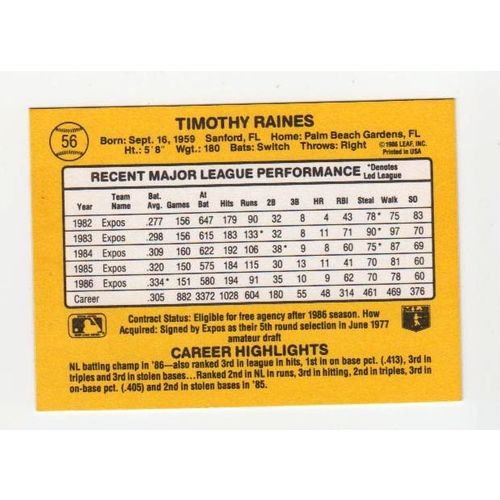 56
TIMOTHY RAINES
Born: Sept. 16, 1959 Sanford, FL Home: Palm Beach Gardens, FL
Ht.: 5'8" Wgt.: 180 Bats: Switch Throws: Right
©1986 LEAF, INC.
Printed in USA
RECENT MAJOR LEAGUE PERFORMANCE *Denotes Led League
Year Team Name Bat. Avg. Games At Bat Hits Runs 2B 3B HR RBI Steal Walk SO
1982 Expos .277 156 647 179 90 32 8 4 43 78* 75 83
1983 Expos .298 156 615 183 133* 32 8 11 71 90* 97 70
1984 Expos .309 160 622 192 106 38* 9 8 60 75* 87 69
1985 Expos .320 150 575 184 115 30 13 11 41 70 81 60
1986 Expos .334* 151 580 194 91 35 10 9 62 70 78 60
Career .305 882 3372 1028 604 180 55 48 314 461 469 376
Contract Status: Eligible for free agency after 1986 season. How
Acquired: Signed by Expos as their 5th round selection in June 1977
amateur draft
CAREER HIGHLIGHTS
NL batting champ in '86—also ranked 3rd in league in hits, 1st in on base pct (.413), 3rd in
triples and 3rd in stolen bases...Ranked 2nd in NL in runs, 3rd in hitting, 2nd in triples, 3rd in
on-base pct. (.405) and 2nd in stolen bases in '85.